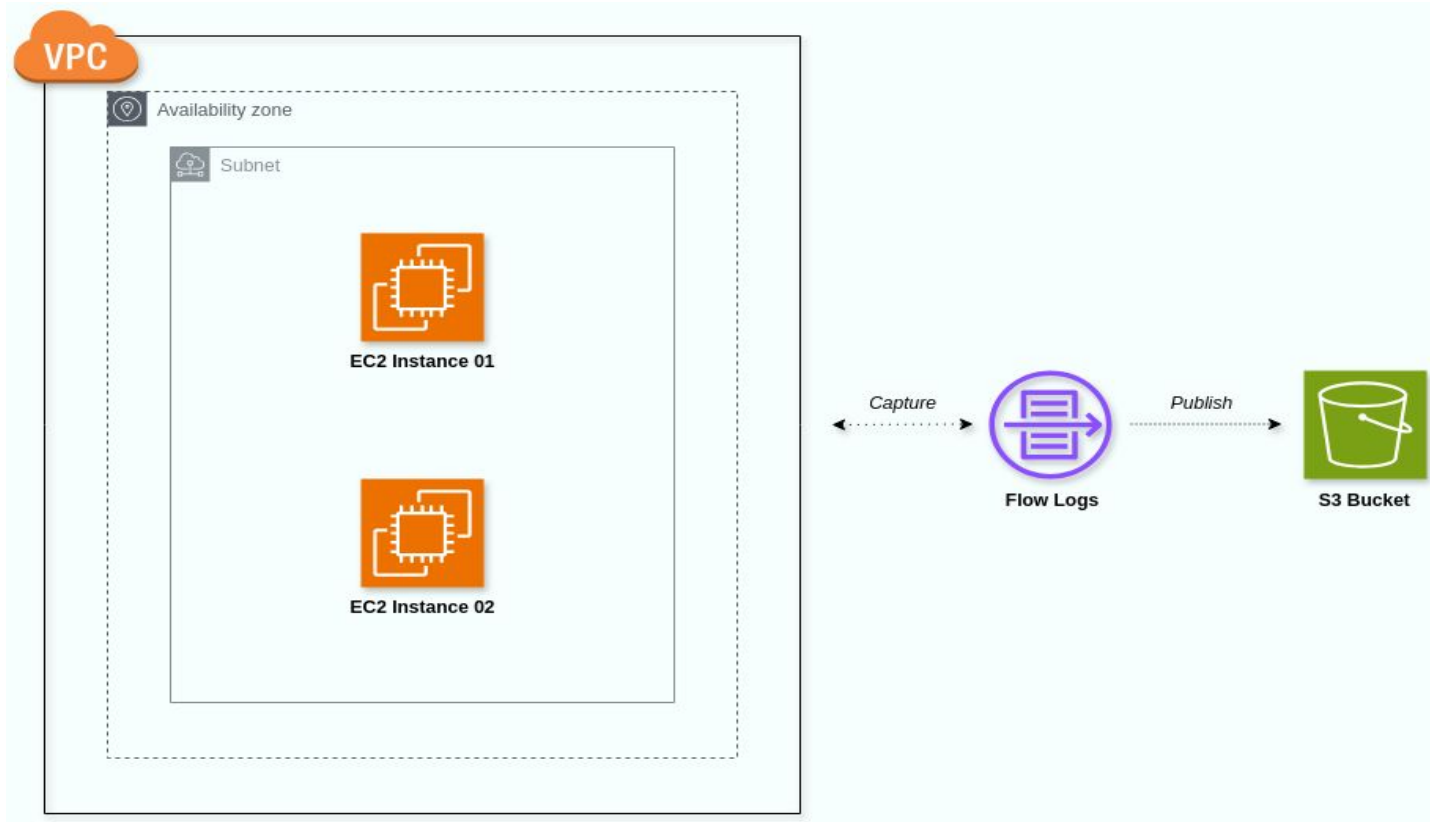 VPC
Availability zone
Subnet
EC2 Instance 01
Capture
Publish
Flow Logs
S3 Bucket
EC2 Instance 02